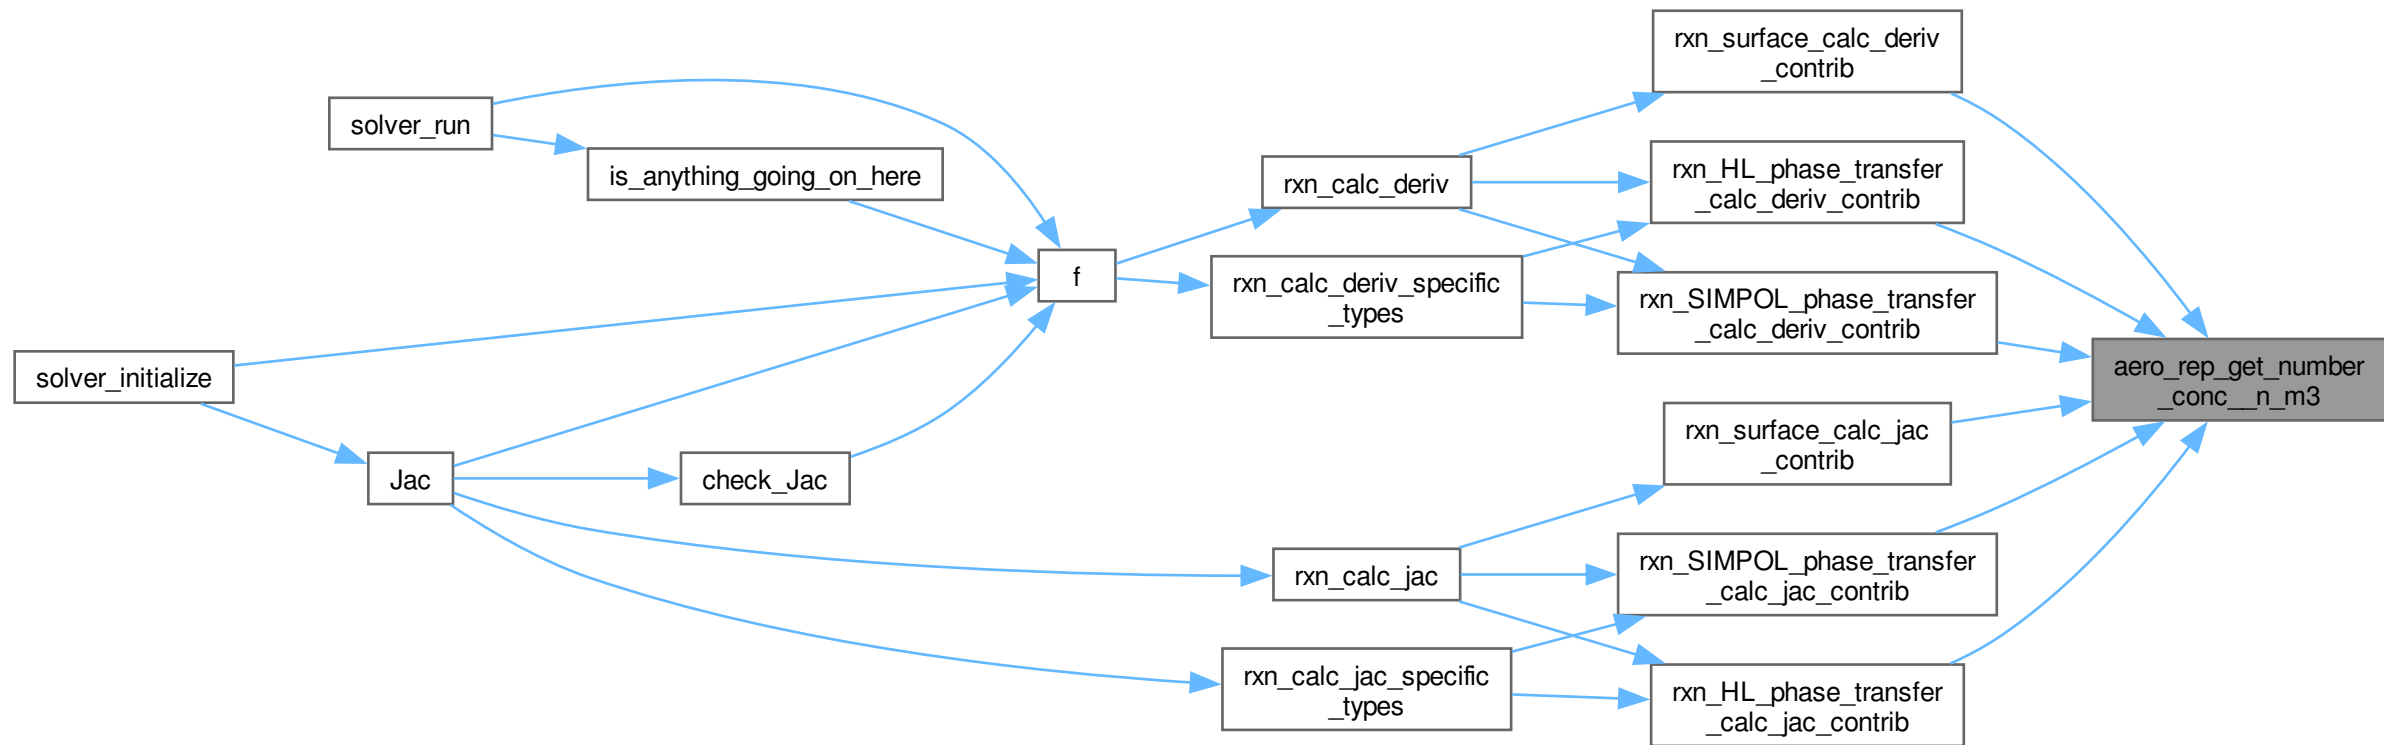 rxn_surface_calc_deriv
_contrib
solver_run
is_anything_going_on_here
rxn_calc_deriv
rxn_HL_phase_transfer
_calc_deriv_contrib
f
rxn_calc_deriv_specific
_types
rxn_SIMPOL_phase_transfer
_calc_deriv_contrib
solver_initialize
aero_rep_get_number
_conc__n_m3
Jac
check_Jac
rxn_surface_calc_jac
_contrib
rxn_calc_jac
rxn_SIMPOL_phase_transfer
_calc_jac_contrib
rxn_calc_jac_specific
_types
rxn_HL_phase_transfer
_calc_jac_contrib